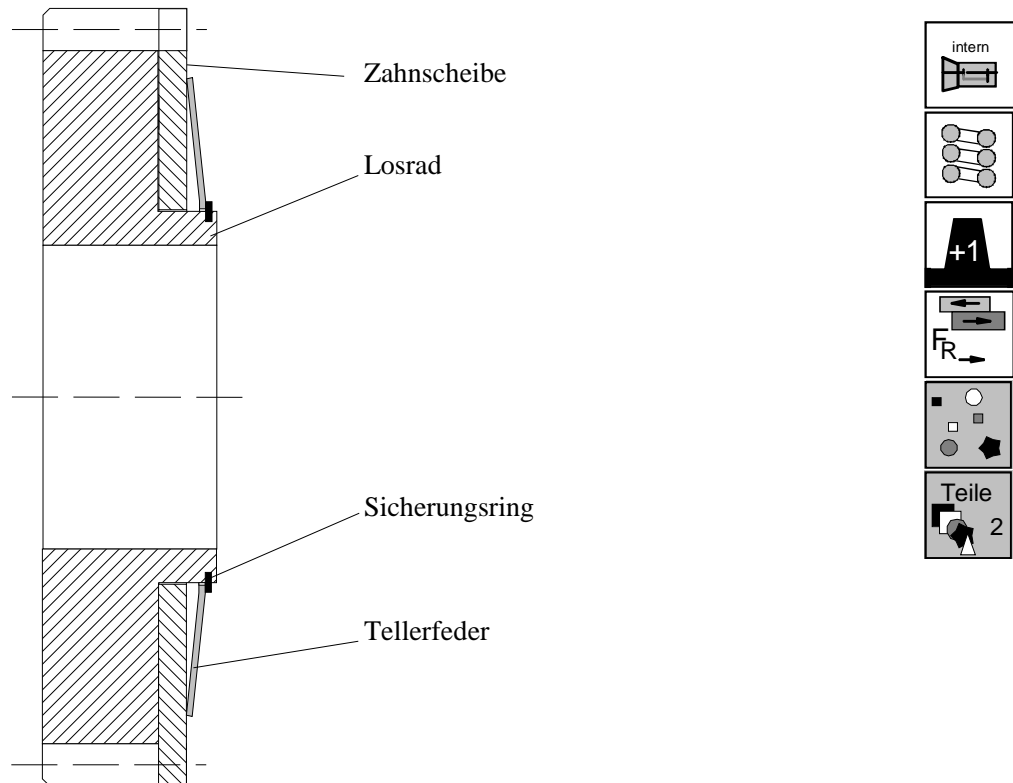 Zahnscheibe
Losrad
Sicherungsring
Tellerfeder
intern
+1
FR
Teile
2